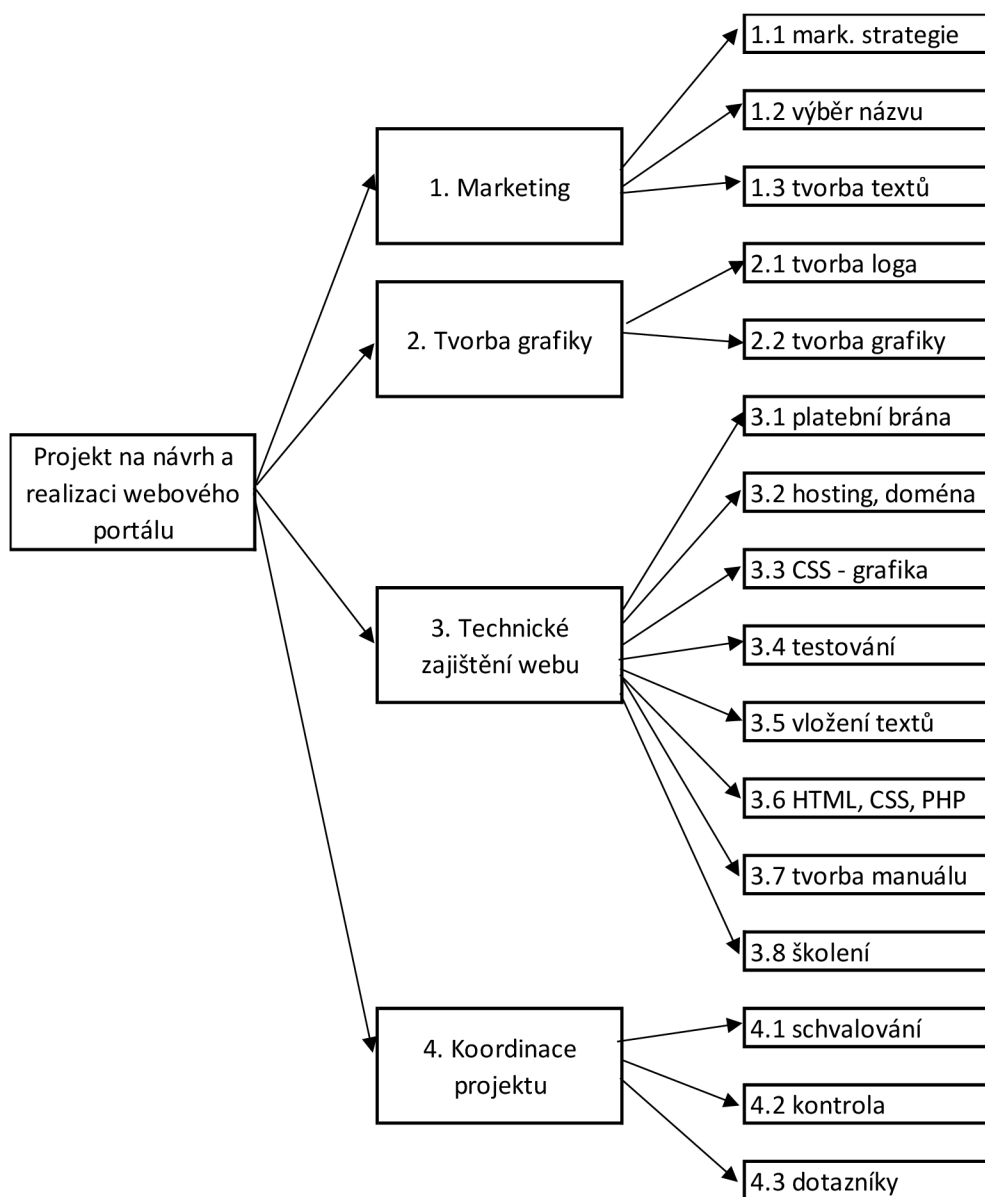 Projekt na návrh a
realizaci webového
portálu
1. Marketing
1.1 mark. strategie
1.2 výběr názvu
1.3 tvorba textů
2. Tvorba grafiky
2.1 tvorba loga
2.2 tvorba grafiky
3. Technické
zajištění webu
3.1 platební brána
3.2 hosting, doména
3.3 CSS - grafika
3.4 testování
3.5 vložení textů
3.6 HTML, CSS, PHP
3.7 tvorba manuálu
3.8 školení
4. Koordinace
projektu
4.1 schvalování
4.2 kontrola
4.3 dotazníky